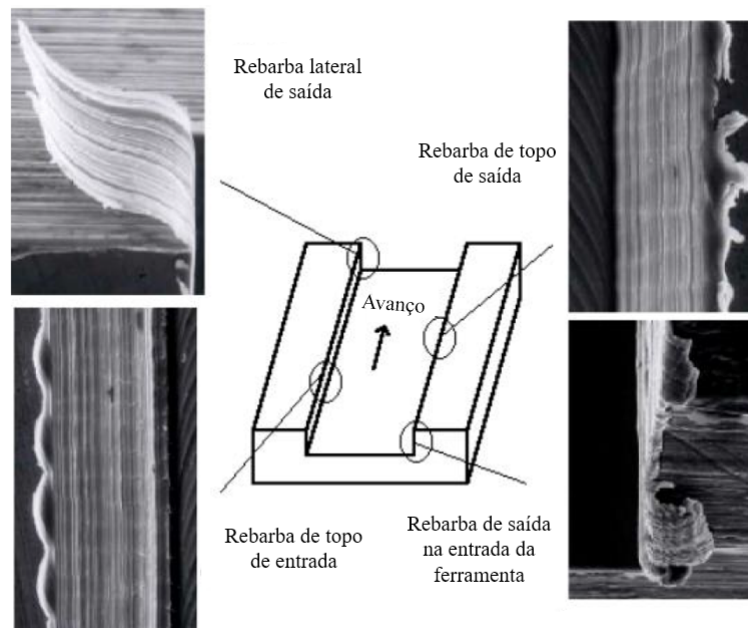 Rebarba lateral
de saída
Rebarba de topo
de saída
Avanço
Rebarba de topo
de entrada
Rebarba de saída
na entrada da
ferramenta